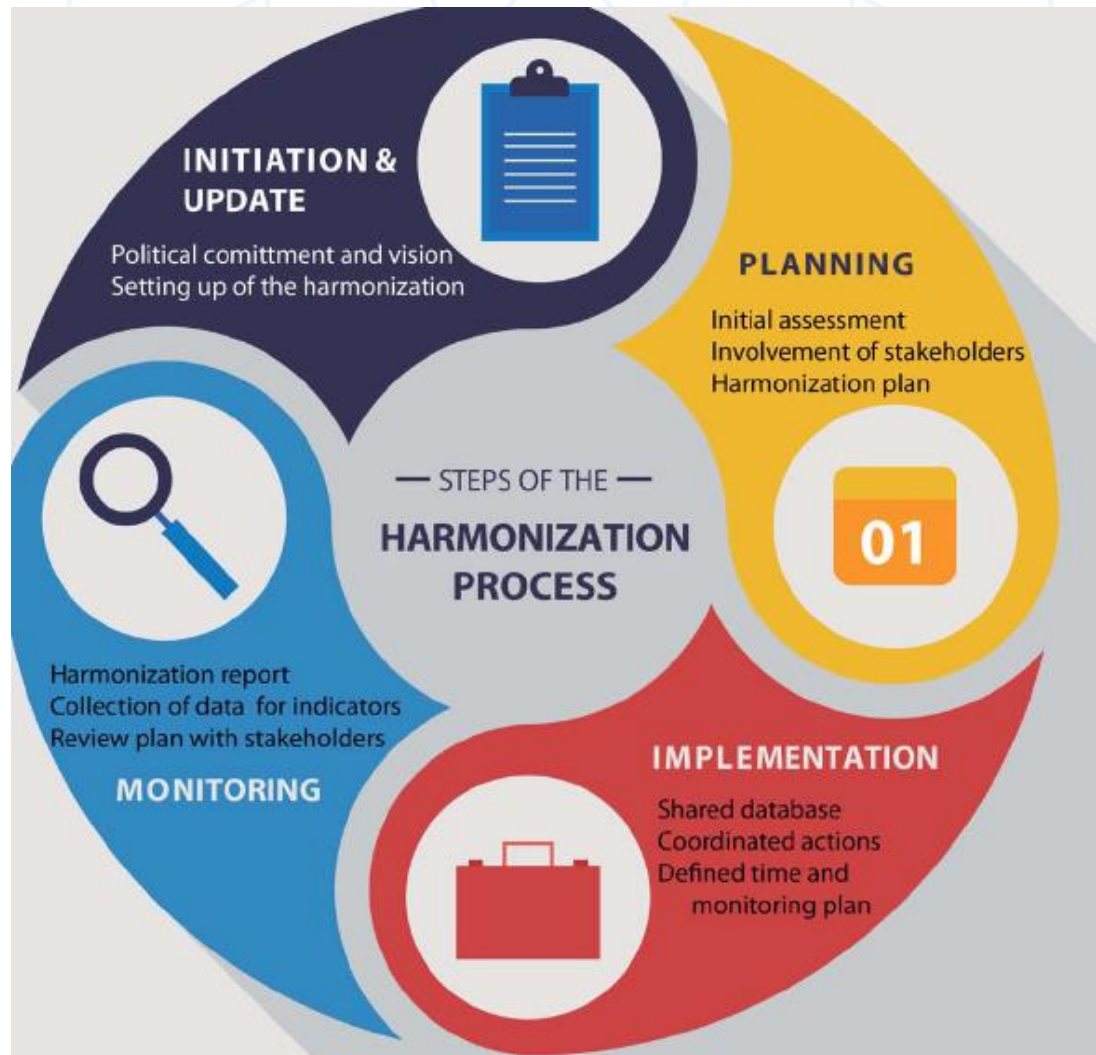 INITIATION &
UPDATE
Political comittment and vision
Setting up of the harmonization
PLANNING
Initial assessment
Involvement of stakeholders
Harmonization plan
01
— STEPS OF THE —
HARMONIZATION
PROCESS
Harmonization report
Collection of data for indicators
Review plan with stakeholders
MONITORING
IMPLEMENTATION
Shared database
Coordinated actions
Defined time and
monitoring plan